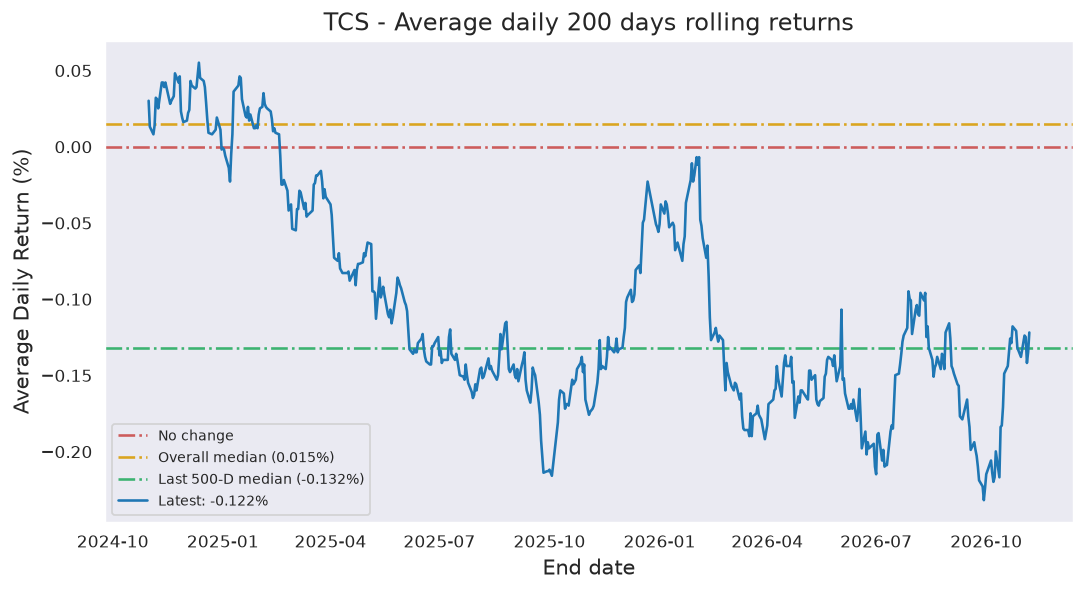 TCS - Average daily 200 days rolling returns
Average Daily Return (%)
0.05
0.00
−0.05
−0.10
−0.15
−0.20
No change
Overall median (0.015%)
Last 500-D median (-0.132%)
Latest: -0.122%
2024-10 2025-01 2025-04 2025-07 2025-10 2026-01 2026-04 2026-07 2026-10
End date